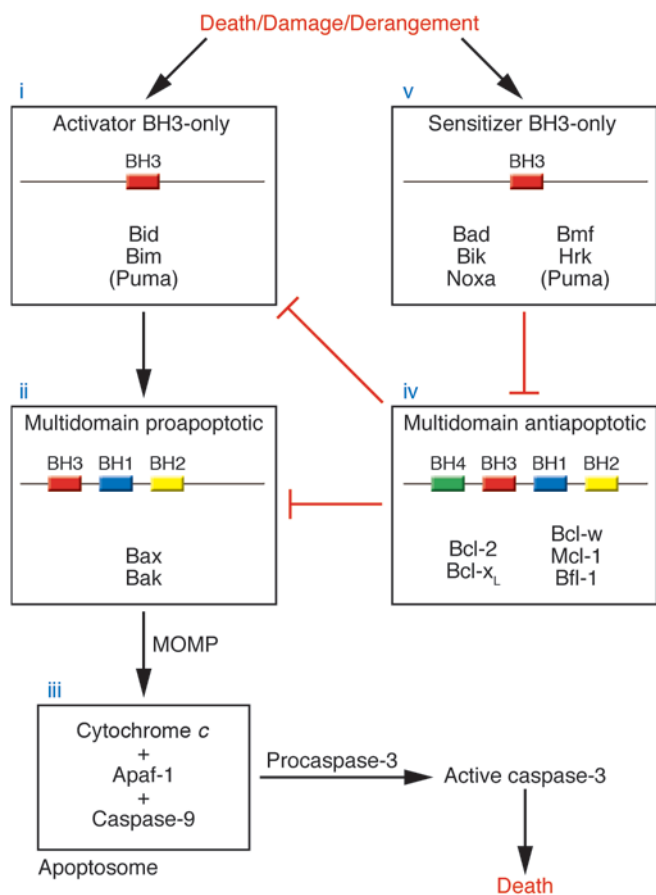 Death/Damage/Derangement
i
Activator BH3-only
BH3
Bid
Bim
(Puma)
v
Sensitizer BH3-only
BH3
Bad
Bik
Noxa
Bmf
Hrk
(Puma)
ii
Multidomain proapoptotic
BH3 BH1 BH2
Bax
Bak
iv
Multidomain antiapoptotic
BH4 BH3 BH1 BH2
Bcl-2
Bcl-xL
Bcl-w
Mcl-1
Bfl-1
MOMP
iii
Cytochrome c
+
Apaf-1
+
Caspase-9
Apoptosome
Procaspase-3
Active caspase-3
Death